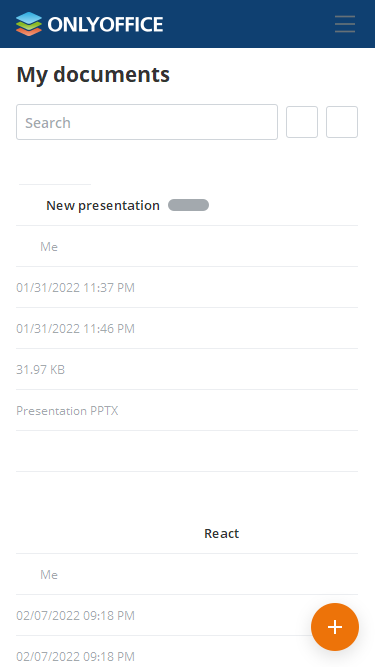 ONLYOFFICE
My documents
Search
New presentation
Me
01/31/2022 11:37 PM
01/31/2022 11:46 PM
31.97 KB
Presentation PPTX
React
Me
02/07/2022 09:18 PM
02/07/2022 09:18 PM